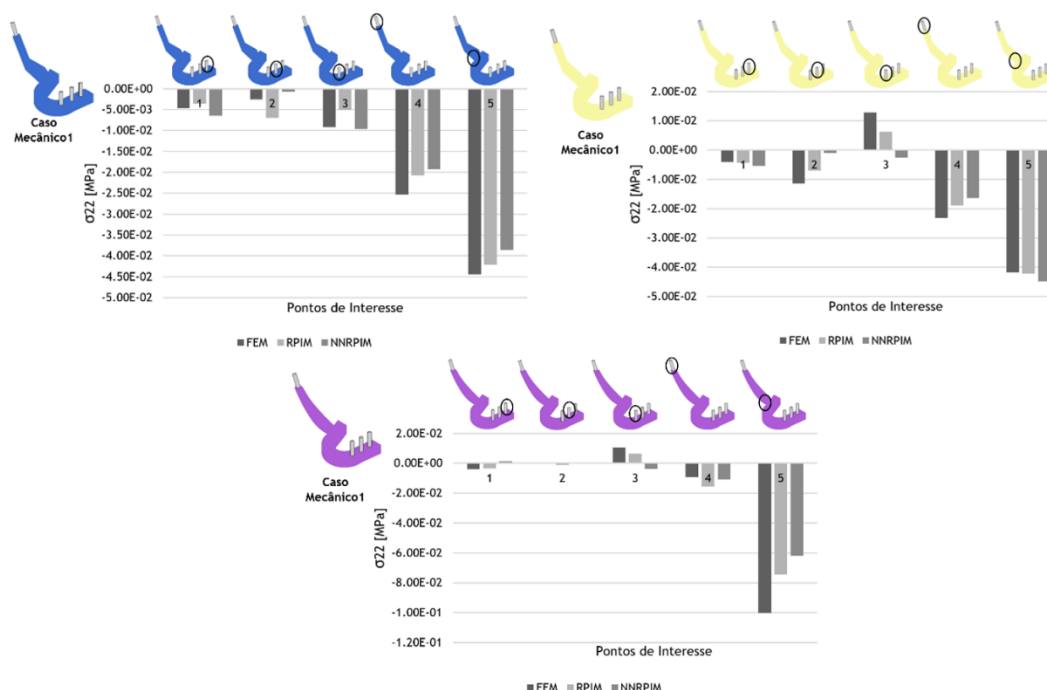 Caso
Mecânico1
σ22 [MPa]
0.00E+00
-5.00E-03
-1.00E-02
-1.50E-02
-2.00E-02
-2.50E-02
-3.00E-02
-3.50E-02
-4.00E-02
-4.50E-02
-5.00E-02
1 2 3 4 5
Pontos de Interesse
FEM RPIM NNRPIM
Caso
Mecânico1
σ22 [MPa]
2.00E-02
1.00E-02
0.00E+00
-1.00E-02
-2.00E-02
-3.00E-02
-4.00E-02
-5.00E-02
1 2 3 4 5
Pontos de Interesse
FEM RPIM NNRPIM
Caso
Mecânico1
σ22 [MPa]
2.00E-02
0.00E+00
-2.00E-02
-4.00E-02
-6.00E-02
-8.00E-02
-1.00E-01
-1.20E-01
1 2 3 4 5
Pontos de Interesse
FEM RPIM NNRPIM